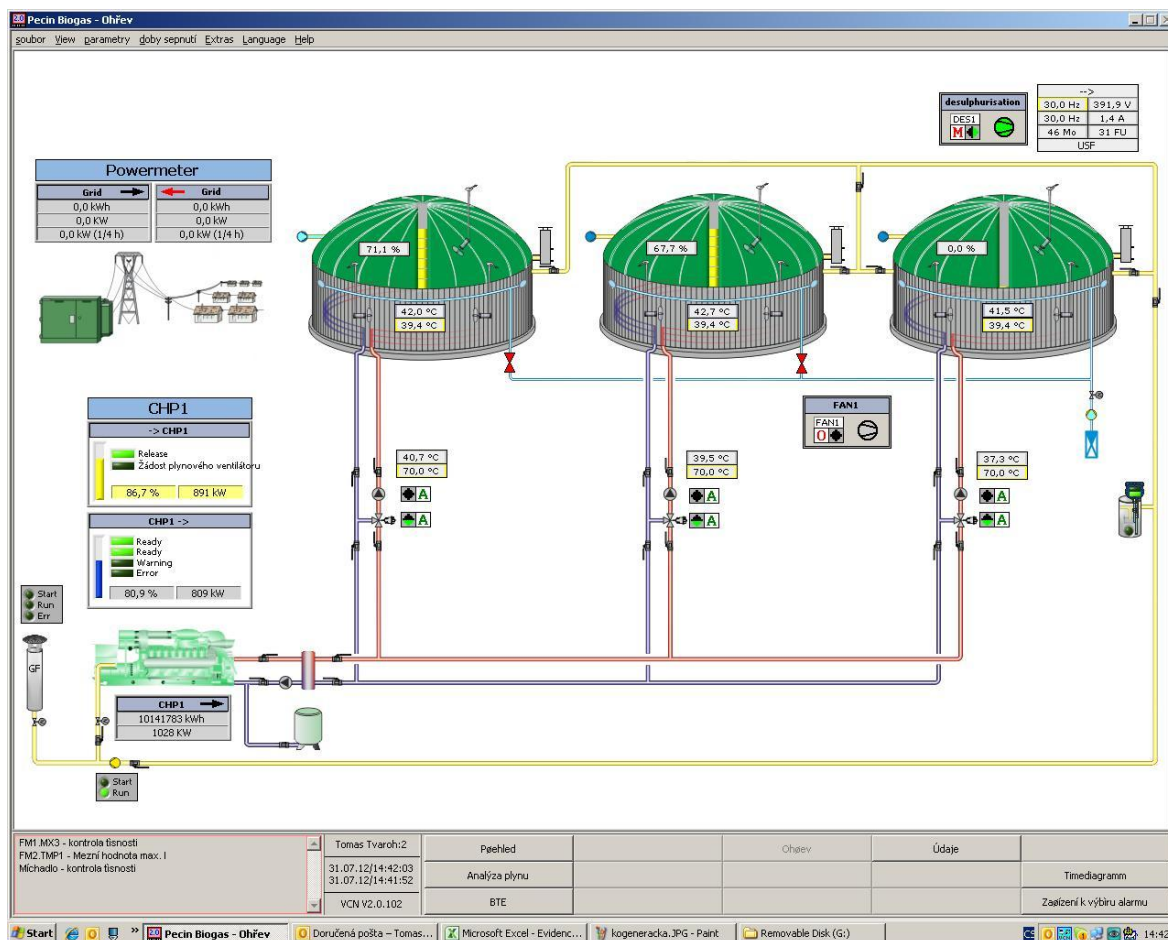 Pecin Biogas - Ohřev
soubor View parametry doby sepnutí Extras Language Help
desulphurisation
DES1
M
-->
30,0 Hz 391,9 V
30,0 Hz 1,4 A
46 Mo 31 FU
USF
Powermeter
Grid Grid
0,0 kWh 0,0 kWh
0,0 KW 0,0 kW
0,0 kW (1/4 h) 0,0 kW (1/4 h)
71,1 % 67,7 % 0,0 %
42,0 °C 42,7 °C 41,5 °C
39,4 °C 39,4 °C 39,4 °C
FAN1
FAN1
O
CHP1
-> CHP1
Release
Žádost plynového ventilátoru
86,7 % 891 kW
CHP1 ->
Ready
Ready
Warning
Error
80,9 % 809 kW
40,7 °C 39,5 °C 37,3 °C
70,0 °C 70,0 °C 70,0 °C
A A A
A A A
Start
Run
Err
GF
CHP1
10141783 kWh
1028 KW
Start
Run
FM1.MX3 - kontrola tìsnosti
FM2.TMP1 - Mezní hodnota max. I
Míchadlo - kontrola tìsnosti
Tomas Tvaroh:2
31.07.12/14:42:03
31.07.12/14:41:52
VCN V2.0.102
Pøehled Ohøev Údaje
Analýza plynu Timediagramm
BTE Zaøízení k výbìru alarmu
Start » Pecin Biogas - Ohřev Doručená pošta – Tomas... Microsoft Excel - Evidenc... kogeneracka.JPG - Paint Removable Disk (G:) CS 14:42